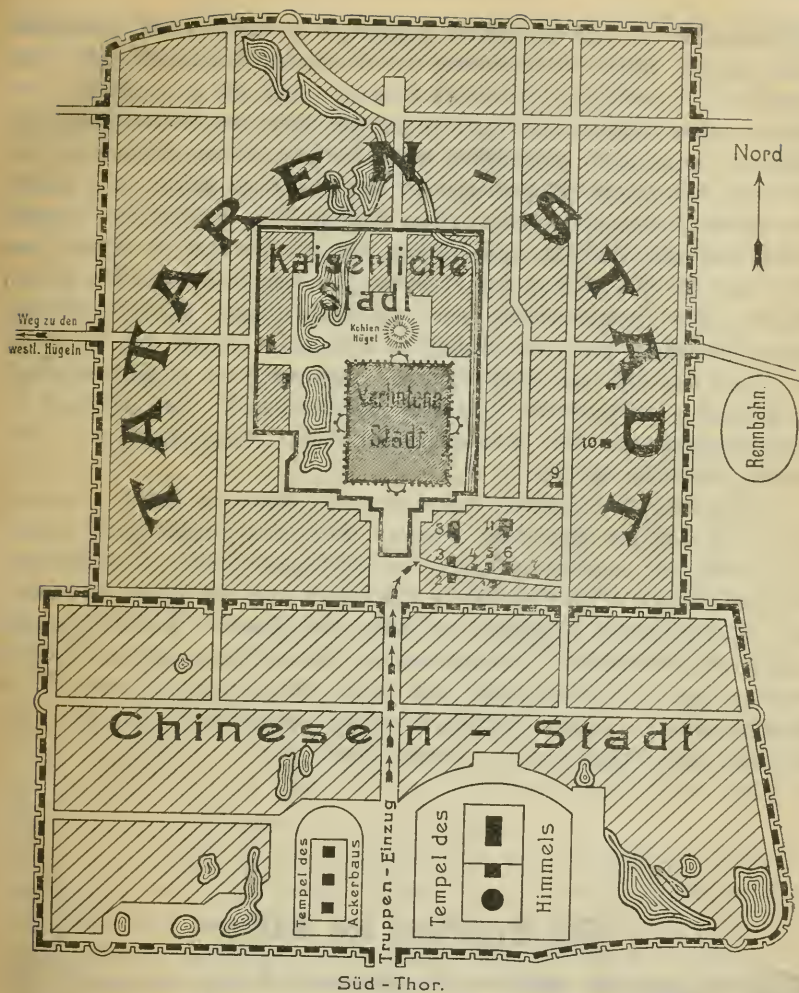 Nord
TATAREN-STADT
Kaiserliche
Stadt
Kohlen
Hügel
Weg zu den
westl. Hügeln
Verbotene
Stadt
Rennbahn.
10
9
8
11
3
4
5
6
7
2
1
Chinesen-Stadt
Truppen-Einzug
Tempel des
Ackerbaus
Tempel des
Himmels
Süd-Thor.